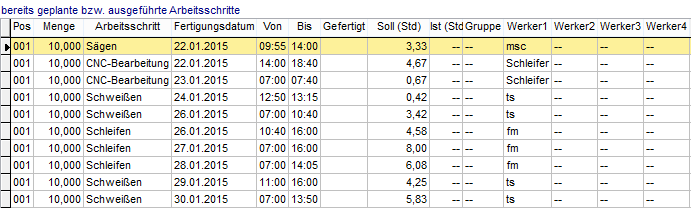 bereits geplante bzw. ausgeführte Arbeitsschritte
Pos Menge Arbeitsschritt Fertigungsdatum Von Bis Gefertigt Soll (Std) Ist (Std Gruppe Werker1 Werker2 Werker3 Werker4
001 10,000 Sägen 22.01.2015 09:55 14:00 3,33 -- -- msc -- -- --
001 10,000 CNC-Bearbeitung 22.01.2015 14:00 18:40 4,67 -- -- Schleifer -- -- --
001 10,000 CNC-Bearbeitung 23.01.2015 07:00 07:40 0,67 -- -- Schleifer -- -- --
001 10,000 Schweißen 24.01.2015 12:50 13:15 0,42 -- -- ts -- -- --
001 10,000 Schweißen 26.01.2015 07:00 10:40 3,42 -- -- ts -- -- --
001 10,000 Schleifen 26.01.2015 10:40 16:00 4,58 -- -- fm -- -- --
001 10,000 Schleifen 27.01.2015 07:00 16:00 8,00 -- -- fm -- -- --
001 10,000 Schleifen 28.01.2015 07:00 14:05 6,08 -- -- fm -- -- --
001 10,000 Schweißen 29.01.2015 11:00 16:00 4,25 -- -- ts -- -- --
001 10,000 Schweißen 30.01.2015 07:00 13:50 5,83 -- -- ts -- -- --